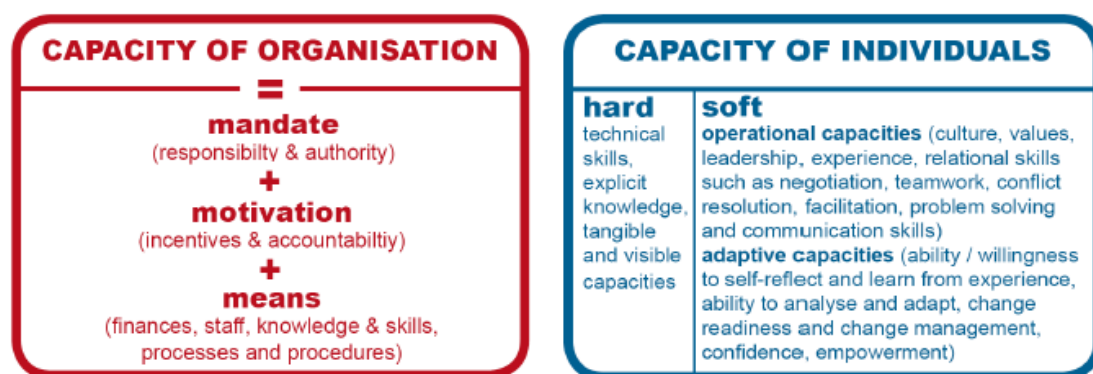 CAPACITY OF ORGANISATION
=
mandate
(responsibilty & authority)
+
motivation
(incentives & accountabiltiy)
+
means
(finances, staff, knowledge & skills,
processes and procedures)
CAPACITY OF INDIVIDUALS
hard
technical
skills,
explicit
knowledge,
tangible
and visible
capacities
soft
operational capacities (culture, values,
leadership, experience, relational skills
such as negotiation, teamwork, conflict
resolution, facilitation, problem solving
and communication skills)
adaptive capacities (ability / willingness
to self-reflect and learn from experience,
ability to analyse and adapt, change
readiness and change management,
confidence, empowerment)